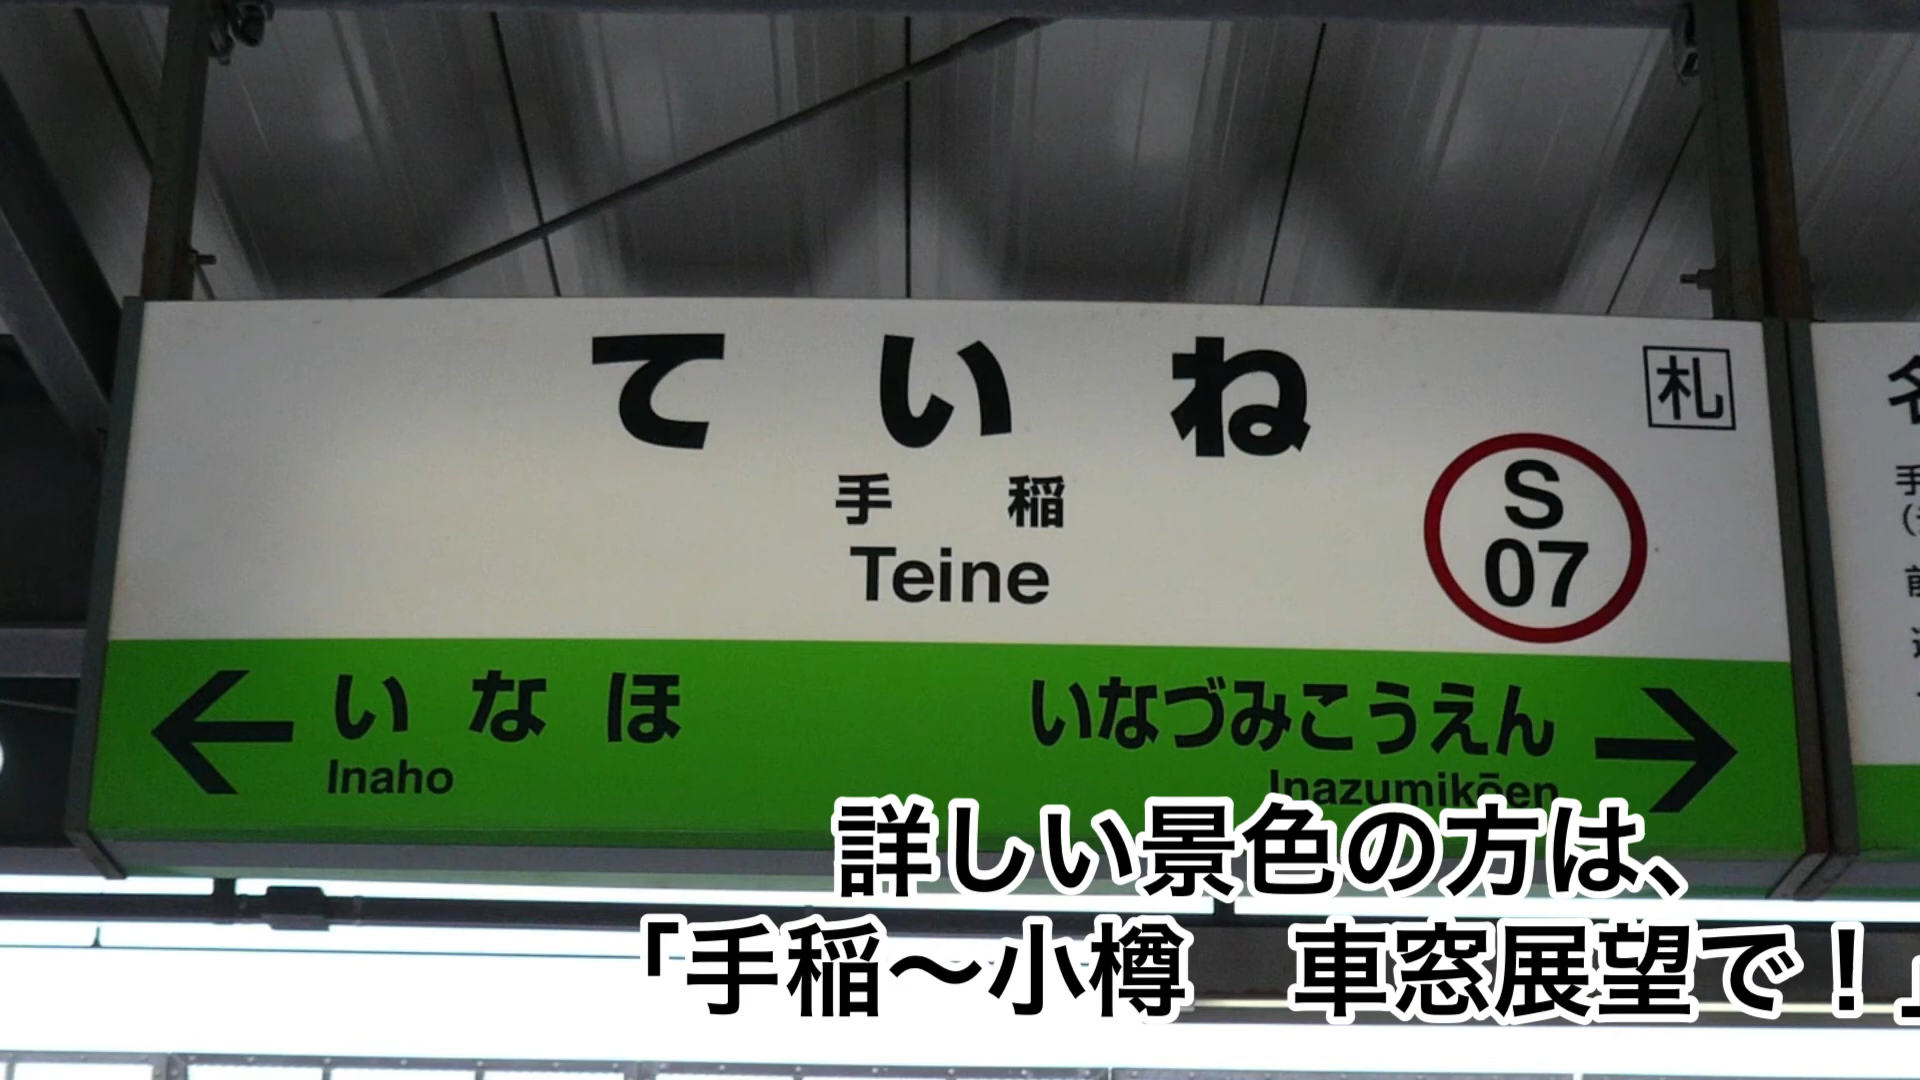 ていね
札
手稲
Teine
S
07
← いなほ
Inaho
いなづみこうえん →
Inazumikōen
詳しい景色の方は、
「手稲～小樽　車窓展望で！」